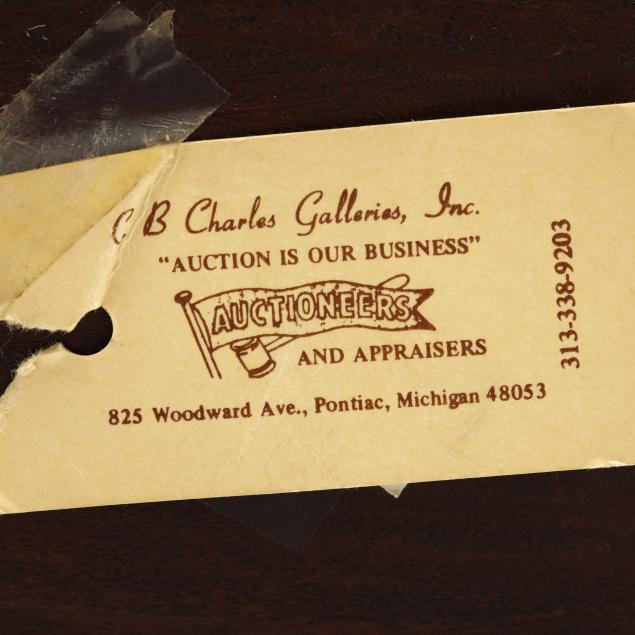 C B Charles Galleries, Inc.
"AUCTION IS OUR BUSINESS"
AUCTIONEERS
AND APPRAISERS
825 Woodward Ave., Pontiac, Michigan 48053
313-338-9203